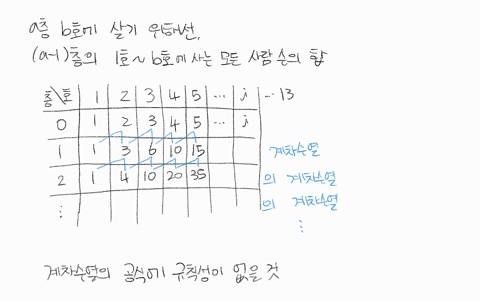 a층 b호에 살기 위해선,
(a-1)층의 1호~b호에 사는 모든 사람 수의 합
층\호 1 2 3 4 5 ... i ... 13
0 1 2 3 4 5 ... i
1 1 3 6 10 15 계차수열
2 1 4 10 20 35 의 계차수열
⋮ 의 계차수열
⋮
계차수열의 공식에 규칙성이 없을 것